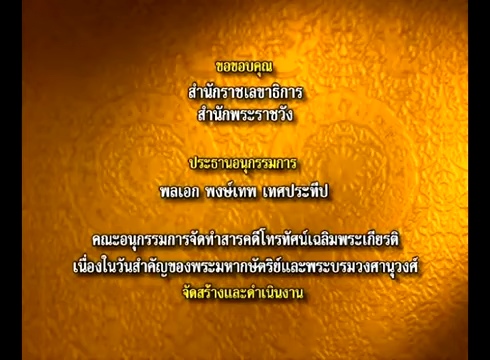 ขอขอบคุณ
สำนักราชเลขาธิการ
สำนักพระราชวัง
ประธานอนุกรรมการ
พลเอก พงษ์เทพ เทศประทีป
คณะอนุกรรมการจัดทำสารคดีโทรทัศน์เฉลิมพระเกียรติ
เนื่องในวันสำคัญของพระมหากษัตริย์และพระบรมวงศานุวงศ์
จัดสร้างและดำเนินงาน